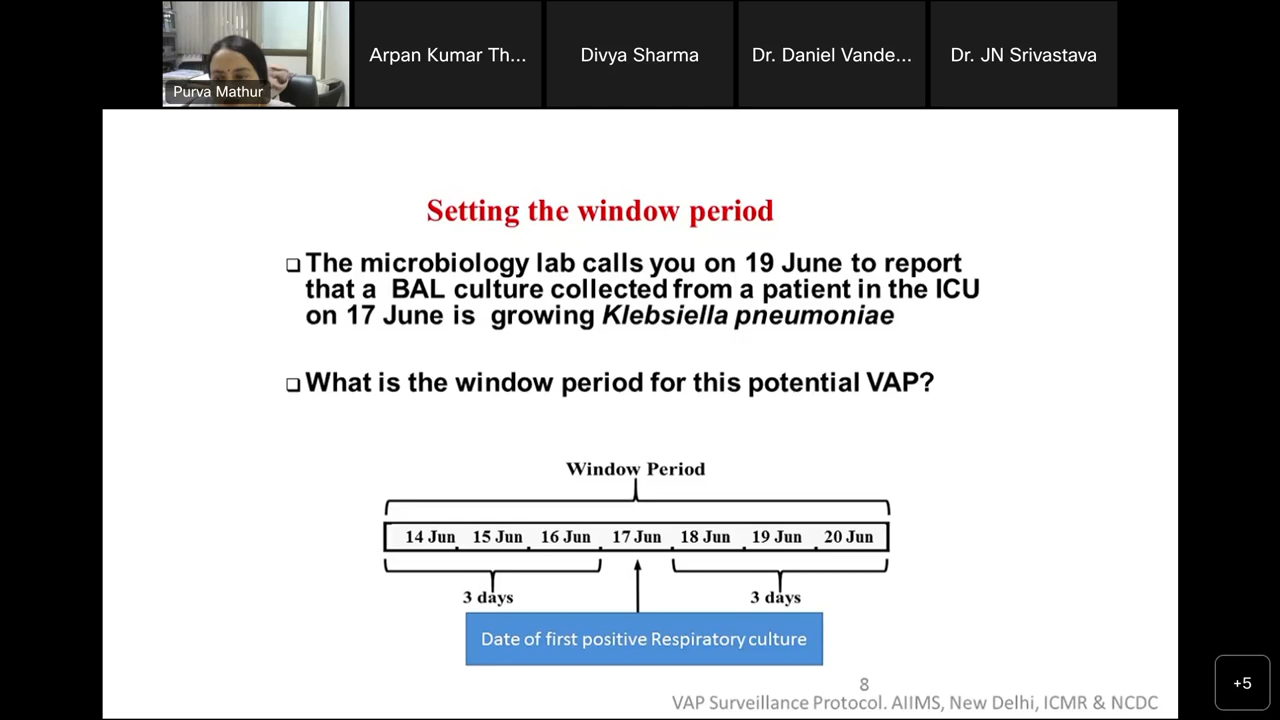 Purva Mathur
Arpan Kumar Th...
Divya Sharma
Dr. Daniel Vande...
Dr. JN Srivastava
Setting the window period
❑ The microbiology lab calls you on 19 June to report
that a BAL culture collected from a patient in the ICU
on 17 June is growing Klebsiella pneumoniae
❑ What is the window period for this potential VAP?
Window Period
14 Jun 15 Jun 16 Jun 17 Jun 18 Jun 19 Jun 20 Jun
3 days 3 days
Date of first positive Respiratory culture
8
VAP Surveillance Protocol. AIIMS, New Delhi, ICMR & NCDC
+5